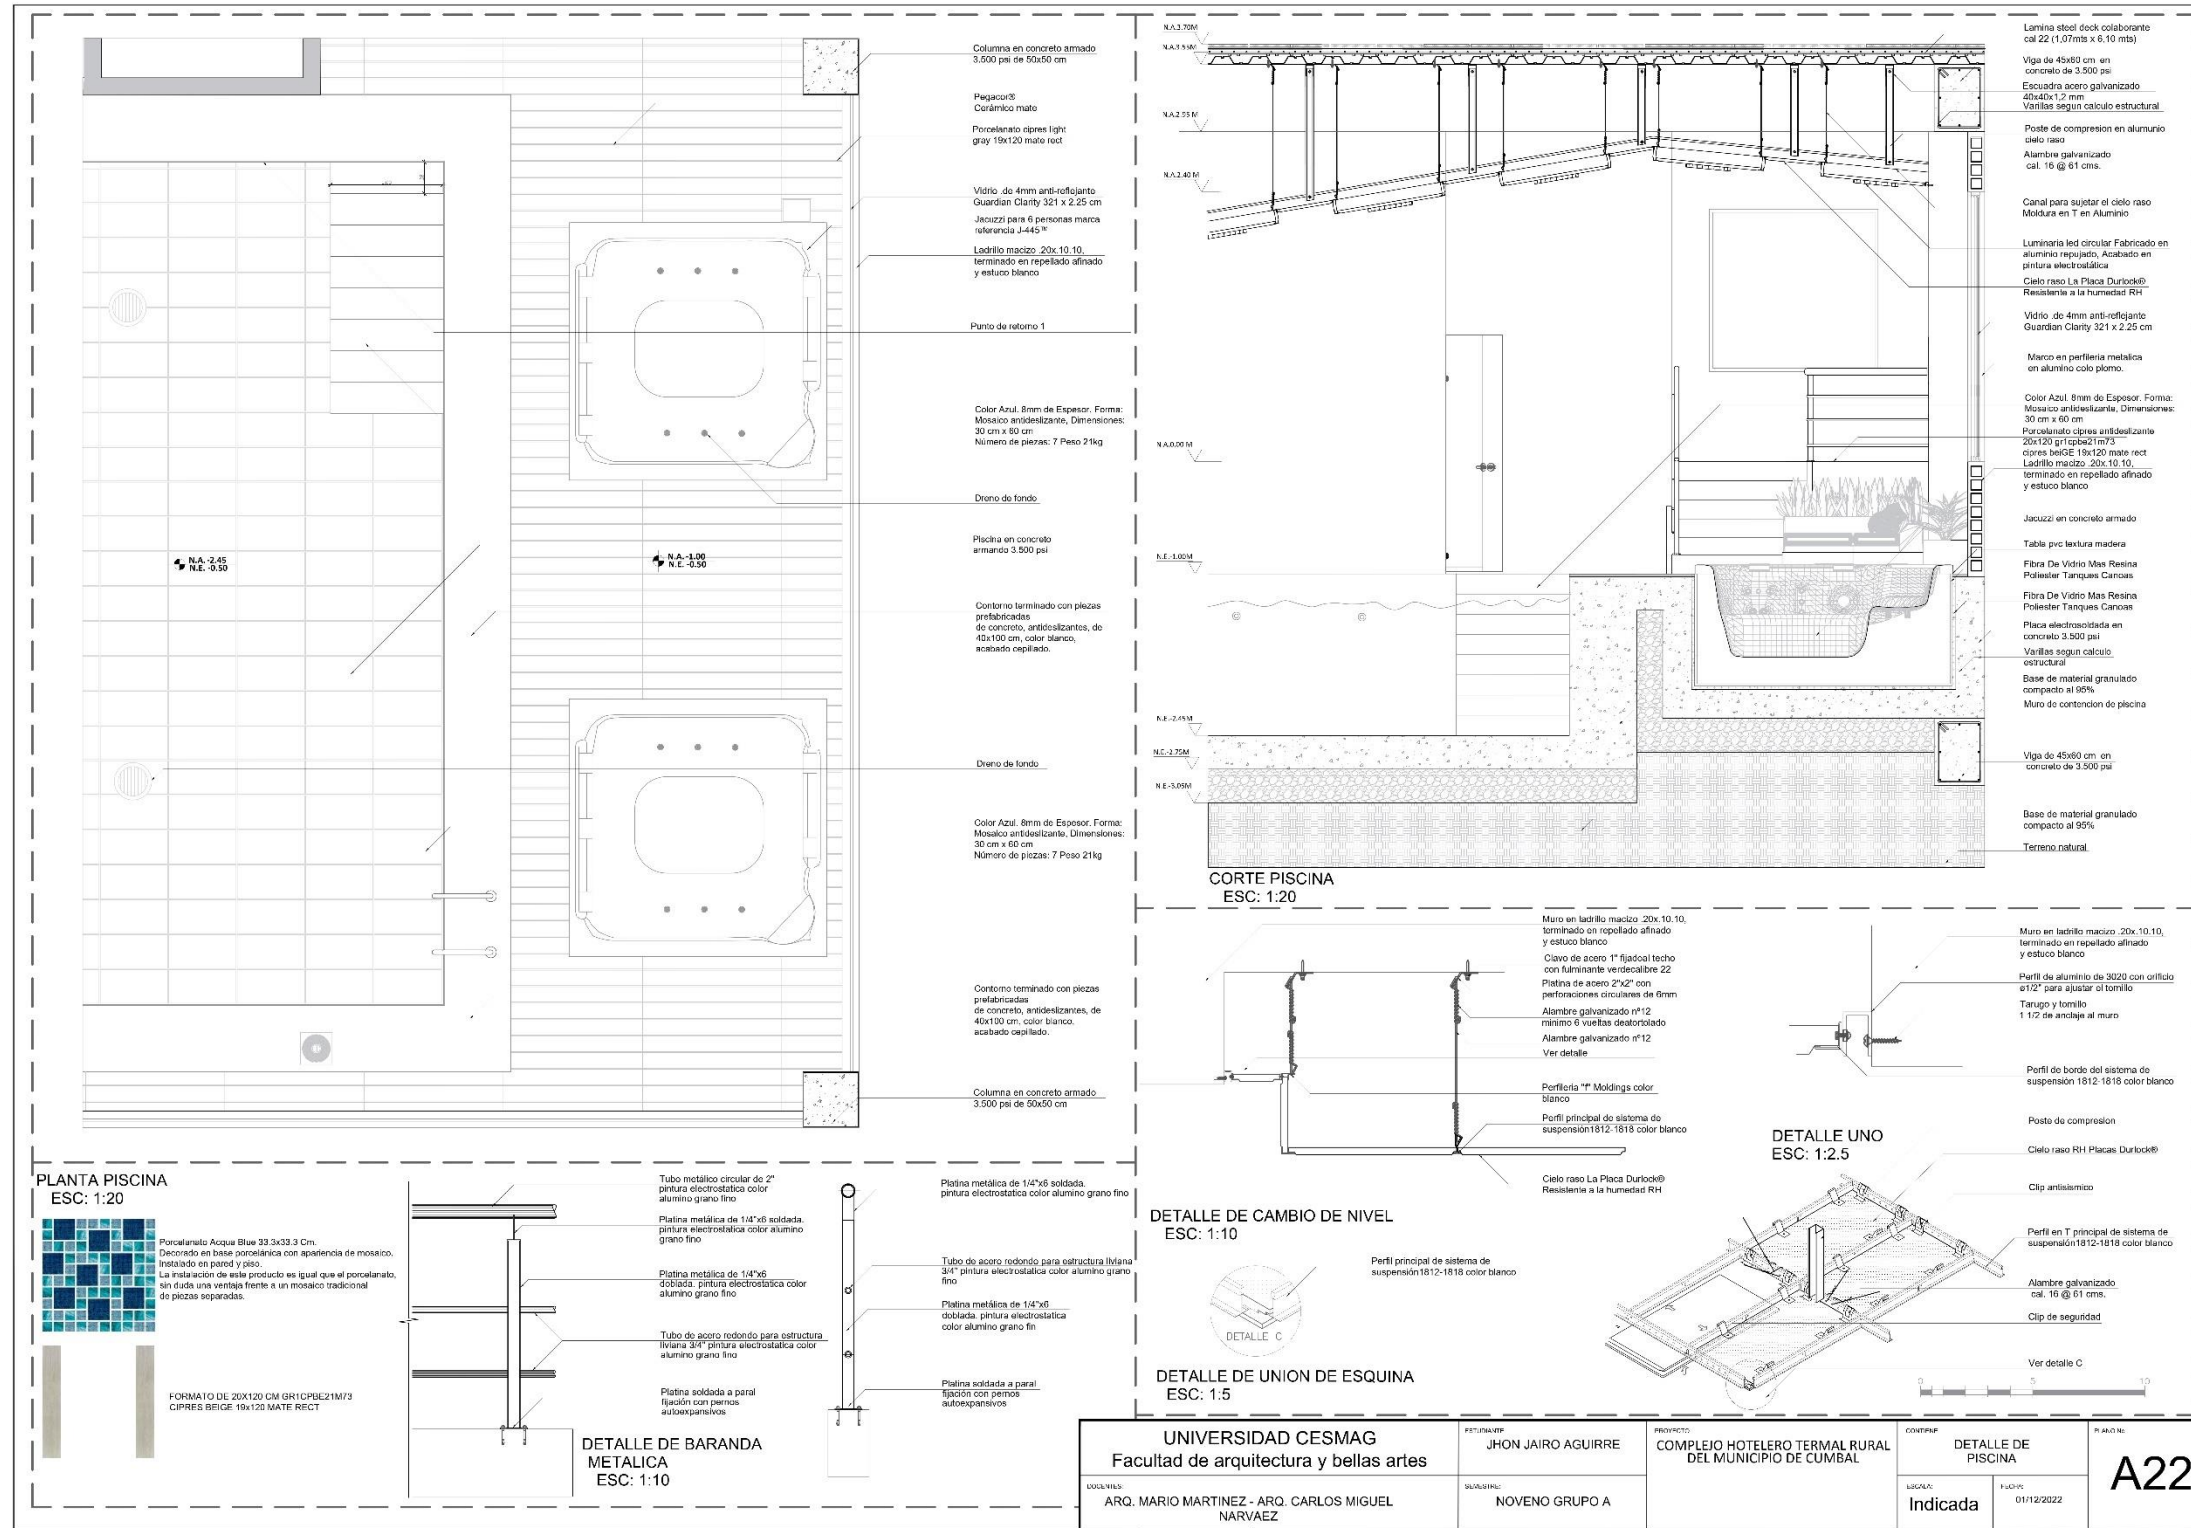 Columna en concreto armado
3.500 psi de 50x50 cm
Pegacor®
Cerámico mate
Porcelanato cipres light
gray 19x120 mate rect
Vidrio .de 4mm anti-reflejante
Guardian Clarity 321 x 2.25 cm
Jacuzzi para 6 personas marca
referencia J-445™
Ladrillo macizo .20x.10.10,
terminado en repellado afinado
y estuco blanco
Punto de retorno 1
Color Azul. 8mm de Espesor. Forma:
Mosaico antideslizante, Dimensiones:
30 cm x 60 cm
Número de piezas: 7 Peso 21kg
Dreno de fondo
Piscina en concreto
armando 3.500 psi
N.A. -2.45
N.E. -0.50
N.A. -1.00
N.E. -0.50
Contorno terminado con piezas
prefabricadas
de concreto, antideslizantes, de
40x100 cm, color blanco,
acabado cepillado.
Dreno de fondo
Color Azul. 8mm de Espesor. Forma:
Mosaico antideslizante, Dimensiones:
30 cm x 60 cm
Número de piezas: 7 Peso 21kg
Contorno terminado con piezas
prefabricadas
de concreto, antideslizantes, de
40x100 cm, color blanco,
acabado cepillado.
Columna en concreto armado
3.500 psi de 50x50 cm
PLANTA PISCINA
ESC: 1:20
Porcelanato Acqua Blue 33.3x33.3 Cm.
Decorado en base porcelánica con apariencia de mosaico.
Instalado en pared y piso.
La instalación de este producto es igual que el porcelanato,
sin duda una ventaja frente a un mosaico tradicional
de piezas separadas.
FORMATO DE 20X120 CM GR1CPBE21M73
CIPRES BEIGE 19x120 MATE RECT
Tubo metálico circular de 2"
pintura electrostatica color
alumino grano fino
Platina metálica de 1/4"x6 soldada.
pintura electrostatica color alumino
grano fino
Platina metálica de 1/4"x6
doblada. pintura electrostatica color
alumino grano fino
Tubo de acero redondo para estructura
liviana 3/4" pintura electrostatica color
alumino grano fino
Platina soldada a paral
fijación con pernos
autoexpansivos
DETALLE DE BARANDA
METALICA
ESC: 1:10
Platina metálica de 1/4"x6 soldada.
pintura electrostatica color alumino grano fino
Tubo de acero redondo para estructura liviana
3/4" pintura electrostatica color alumino grano
fino
Platina metálica de 1/4"x6
doblada. pintura electrostatica
color alumino grano fin
Platina soldada a paral
fijación con pernos
autoexpansivos
N.A.3.70M
N.A.3.55M
N.A.2.55 M
N.A.2.40 M
N.A.0.00 M
N.E.-1.00M
N.E.-2.45M
N.E.-2.75M
N.E.-3.05M
Lamina steel deck colaborante
cal 22 (1,07mts x 6,10 mts)
Viga de 45x60 cm en
concreto de 3.500 psi
Escuadra acero galvanizado
40x40x1,2 mm
Varillas segun calculo estructural
Poste de compresion en alumunio
cielo raso
Alambre galvanizado
cal. 16 @ 61 cms.
Canal para sujetar el cielo raso
Moldura en T en Aluminio
Luminaria led circular Fabricado en
aluminio repujado, Acabado en
pintura electrostática
Cielo raso La Placa Durlock®
Resistente a la humedad RH
Vidrio .de 4mm anti-reflejante
Guardian Clarity 321 x 2.25 cm
Marco en perfileria metalica
en alumino colo plomo.
Color Azul. 8mm de Espesor. Forma:
Mosaico antideslizante, Dimensiones:
30 cm x 60 cm
Porcelanato cipres antideslizante
20x120 gr1cpbe21m73
cipres beiGE 19x120 mate rect
Ladrillo macizo .20x.10.10,
terminado en repellado afinado
y estuco blanco
Jacuzzi en concreto armado
Tabla pvc textura madera
Fibra De Vidrio Mas Resina
Poliester Tanques Canoas
Fibra De Vidrio Mas Resina
Poliester Tanques Canoas
Placa electrosoldada en
concreto 3.500 psi
Varillas segun calculo
estructural
Base de material granulado
compacto al 95%
Muro de contencion de piscina
Viga de 45x60 cm en
concreto de 3.500 psi
Base de material granulado
compacto al 95%
Terreno natural
CORTE PISCINA
ESC: 1:20
Muro en ladrillo macizo .20x.10.10,
terminado en repellado afinado
y estuco blanco
Clavo de acero 1" fijadoal techo
con fulminante verdecalibre 22
Platina de acero 2"x2" con
perforaciones circulares de 6mm
Alambre galvanizado nº12
minimo 6 vueltas deatortolado
Alambre galvanizado nº12
Ver detalle
Perfileria "f" Moldings color
blanco
Perfil principal de sistema de
suspensión1812-1818 color blanco
Cielo raso La Placa Durlock®
Resistente a la humedad RH
DETALLE DE CAMBIO DE NIVEL
ESC: 1:10
Perfil principal de sistema de
suspensión1812-1818 color blanco
DETALLE C
DETALLE DE UNION DE ESQUINA
ESC: 1:5
Muro en ladrillo macizo .20x.10.10,
terminado en repellado afinado
y estuco blanco
Perfil de aluminio de 3020 con orificio
ø1/2" para ajustar el tornillo
Tarugo y tornillo
1 1/2 de anclaje al muro
Perfil de borde del sistema de
suspensión 1812-1818 color blanco
DETALLE UNO
ESC: 1:2.5
Poste de compresion
Cielo raso RH Placas Durlock®
Clip antisismico
Perfil en T principal de sistema de
suspensión1812-1818 color blanco
Alambre galvanizado
cal. 16 @ 61 cms.
Clip de seguridad
Ver detalle C
0 5 10
UNIVERSIDAD CESMAG
Facultad de arquitectura y bellas artes
DOCENTES:
ARQ. MARIO MARTINEZ - ARQ. CARLOS MIGUEL
NARVAEZ
ESTUDIANTE
JHON JAIRO AGUIRRE
SEMESTRE:
NOVENO GRUPO A
PROYECTO:
COMPLEJO HOTELERO TERMAL RURAL
DEL MUNICIPIO DE CUMBAL
CONTIENE
DETALLE DE
PISCINA
ESCALA:
Indicada
FECHA:
01/12/2022
PLANO No
A22